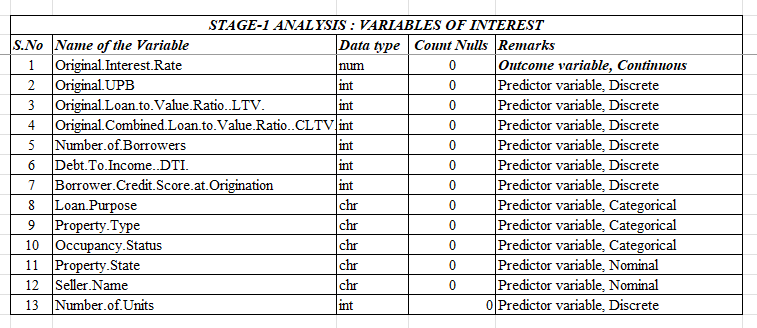 STAGE-1 ANALYSIS : VARIABLES OF INTEREST
S.No Name of the Variable Data type Count Nulls Remarks
1 Original.Interest.Rate num 0 Outcome variable, Continuous
2 Original.UPB int 0 Predictor variable, Discrete
3 Original.Loan.to.Value.Ratio..LTV. int 0 Predictor variable, Discrete
4 Original.Combined.Loan.to.Value.Ratio..CLTV int 0 Predictor variable, Discrete
5 Number.of.Borrowers int 0 Predictor variable, Discrete
6 Debt.To.Income..DTI. int 0 Predictor variable, Discrete
7 Borrower.Credit.Score.at.Origination int 0 Predictor variable, Discrete
8 Loan.Purpose chr 0 Predictor variable, Categorical
9 Property.Type chr 0 Predictor variable, Categorical
10 Occupancy.Status chr 0 Predictor variable, Categorical
11 Property.State chr 0 Predictor variable, Nominal
12 Seller.Name chr 0 Predictor variable, Nominal
13 Number.of.Units int 0 Predictor variable, Discrete